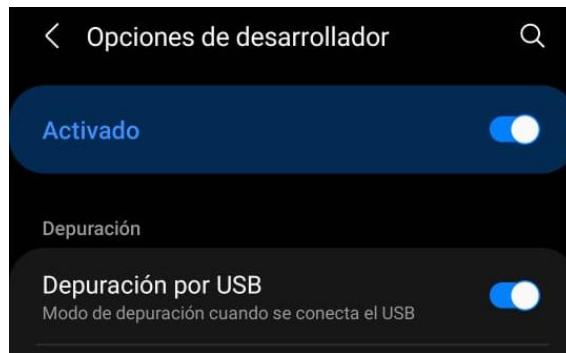 Opciones de desarrollador
Activado
Depuración
Depuración por USB
Modo de depuración cuando se conecta el USB